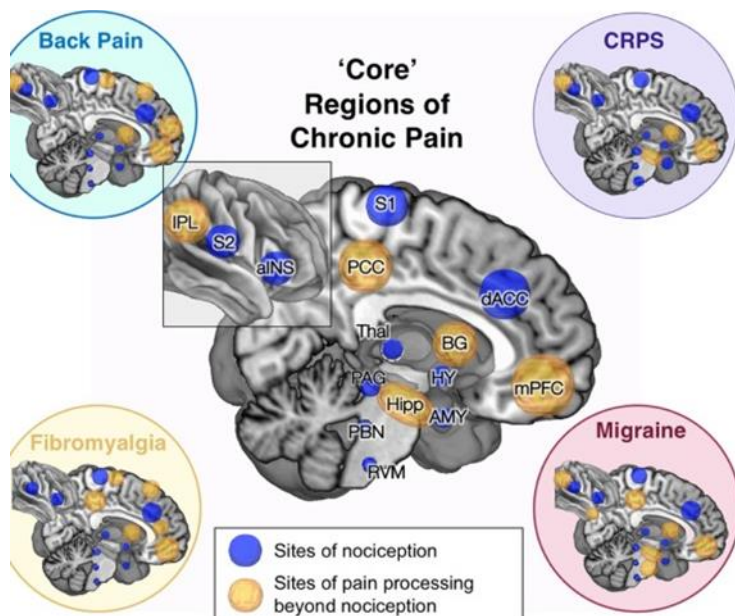 Back Pain
'Core'
Regions of
Chronic Pain
CRPS
IPL
S2
aINS
S1
PCC
dACC
Thal
BG
PAG
HY
Hipp
mPFC
AMY
PBN
RVM
Fibromyalgia
Migraine
Sites of nociception
Sites of pain processing
beyond nociception